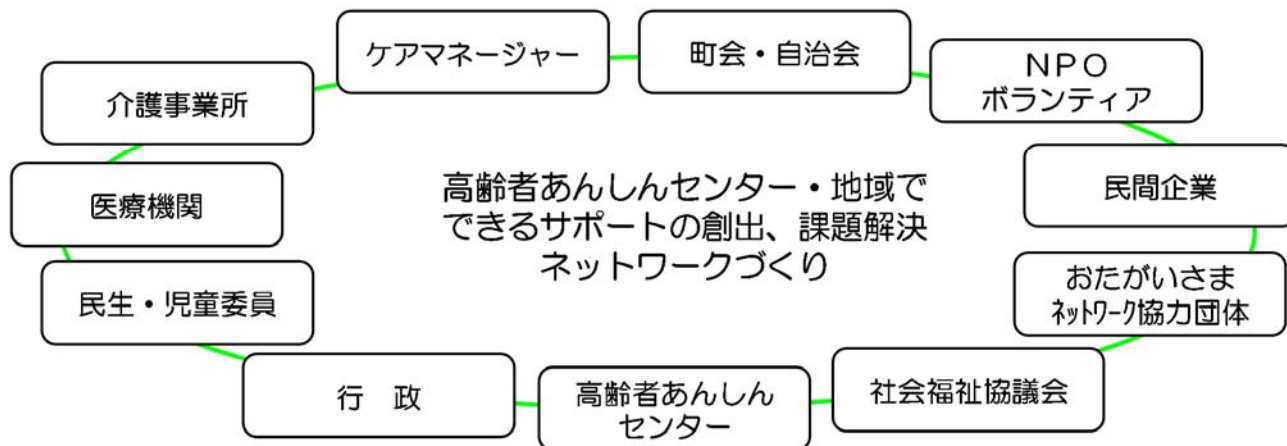 ケアマネージャー
町会・自治会
NPO
ボランティア
介護事業所
民間企業
医療機関
高齢者あんしんセンター・地域で
できるサポートの創出、課題解決
ネットワークづくり
おたがいさま
ネットワーク協力団体
民生・児童委員
社会福祉協議会
行 政
高齢者あんしん
センター